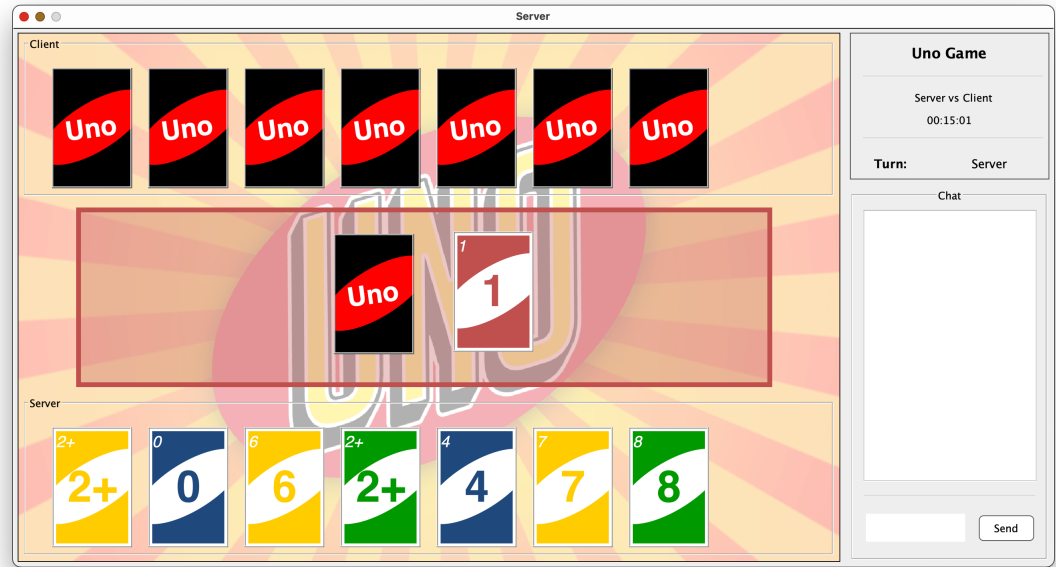 Server
Client
Uno Uno Uno Uno Uno Uno Uno
UNO
Uno
1
1
Server
2+ 0 6 2+ 4 7 8
2+ 0 6 2+ 4 7 8
Uno Game
Server vs Client
00:15:01
Turn: Server
Chat
Send